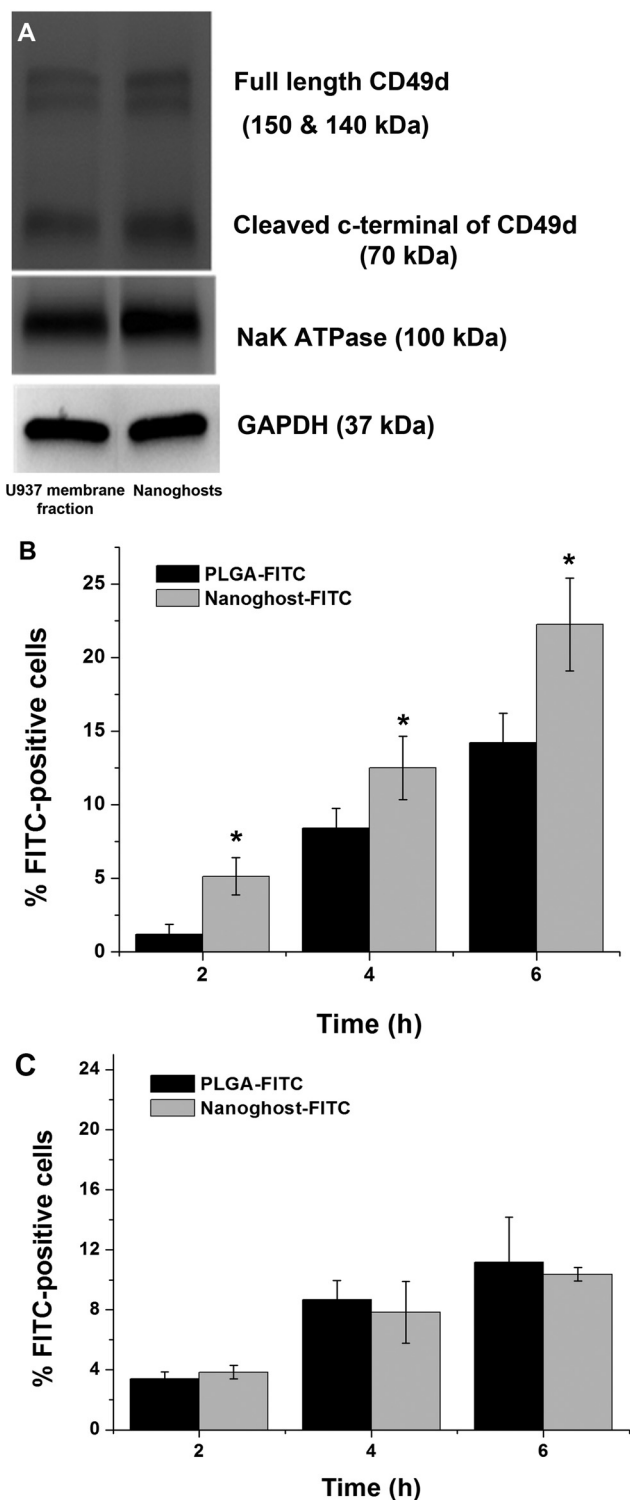 A
Full length CD49d
(150 & 140 kDa)
Cleaved c-terminal of CD49d
(70 kDa)
NaK ATPase (100 kDa)
GAPDH (37 kDa)
U937 membrane
fraction
Nanoghosts
B
PLGA-FITC
Nanoghost-FITC
% FITC-positive cells
25
20
15
10
5
0
*
*
*
2
4
6
Time (h)
C
PLGA-FITC
Nanoghost-FITC
% FITC-positive cells
24
20
16
12
8
4
0
2
4
6
Time (h)